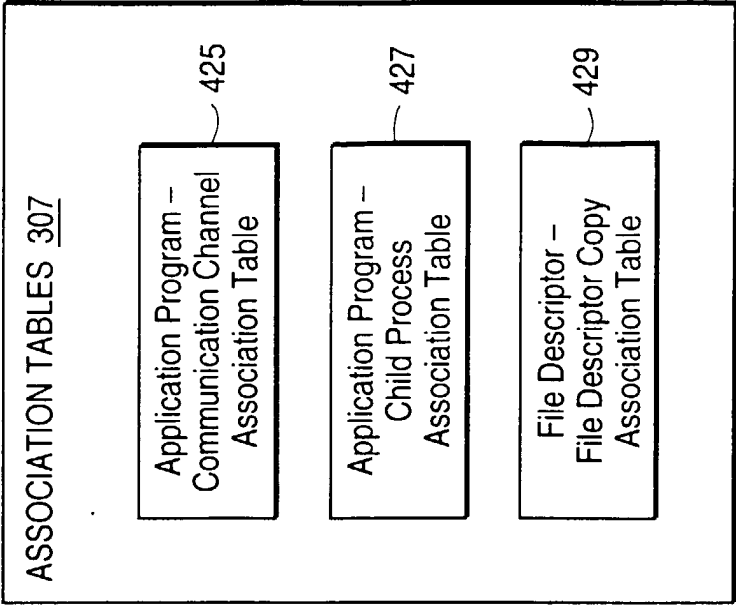 ASSOCIATION TABLES 307
Application Program –
Communication Channel
Association Table
425
Application Program –
Child Process
Association Table
427
File Descriptor –
File Descriptor Copy
Association Table
429